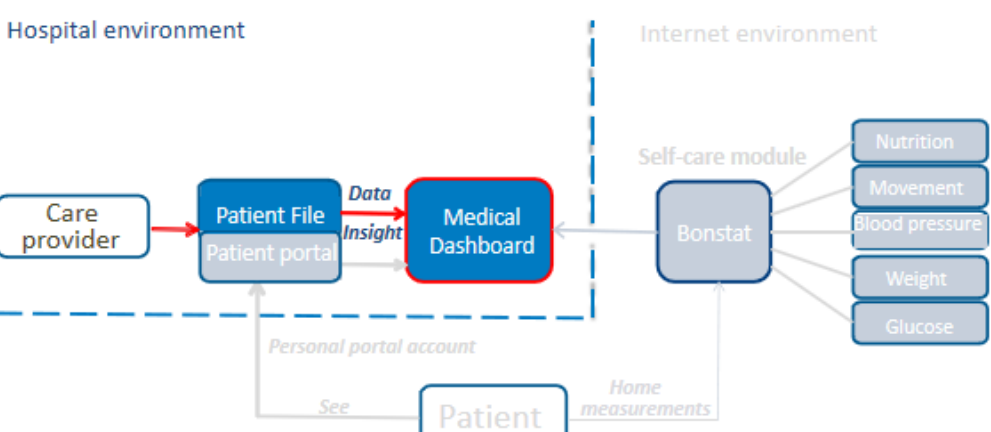 Hospital environment
Internet environment
Care
provider
Patient File
Patient portal
Data
Insight
Medical
Dashboard
Self-care module
Bonstat
Nutrition
Movement
Blood pressure
Weight
Glucose
Personal portal account
See
Patient
Home
measurements